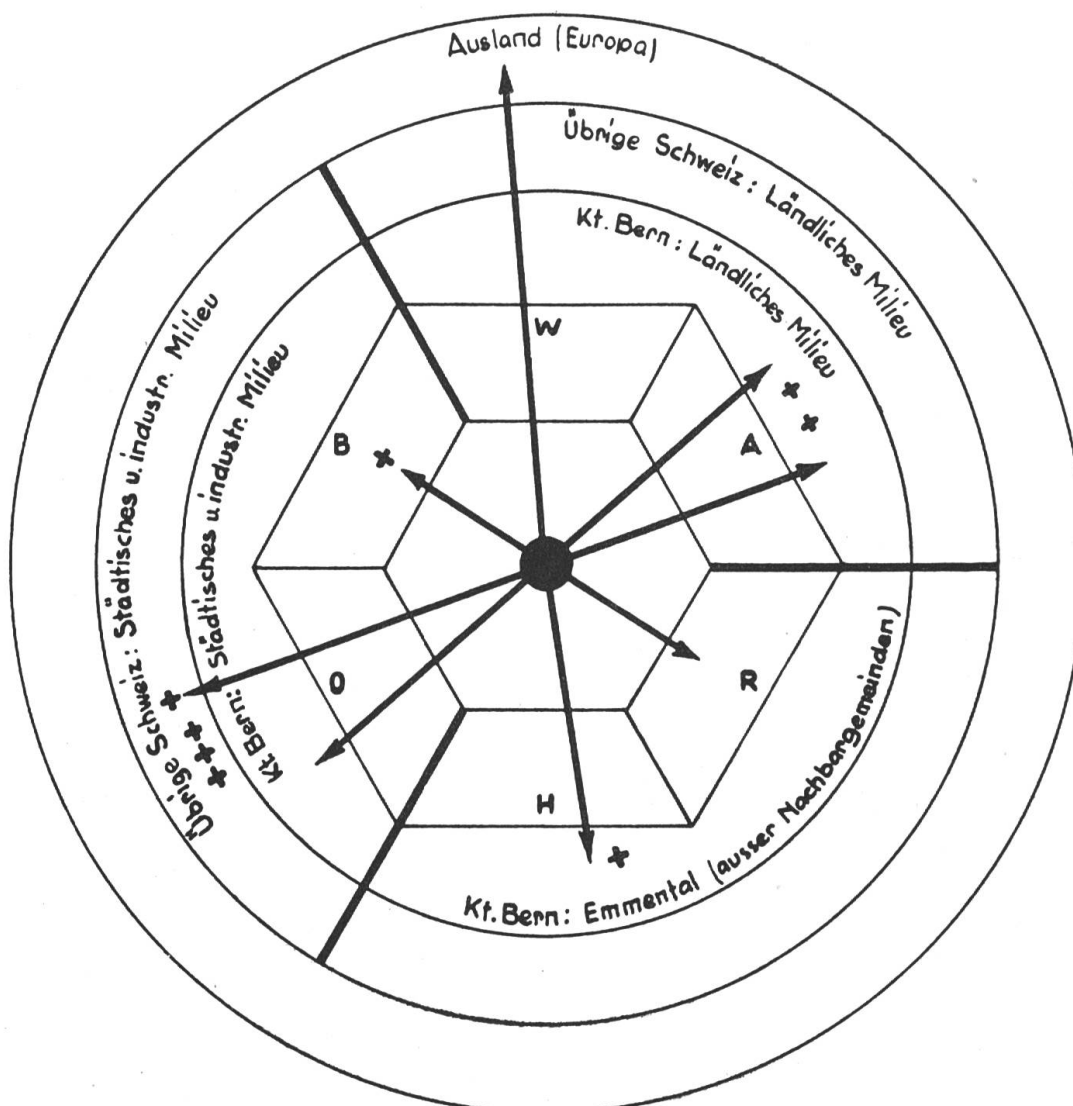 Ausland (Europa)
Übrige Schweiz: Ländliches Milieu
Kt. Bern: Ländliches Milieu
Übrige Schweiz: Städtisches u. industr. Milieu
Kt Bern: Städtisches u industr. Milieu
W
B
A
O
R
H
Kt. Bern: Emmental (ausser Nachbargemeinden)